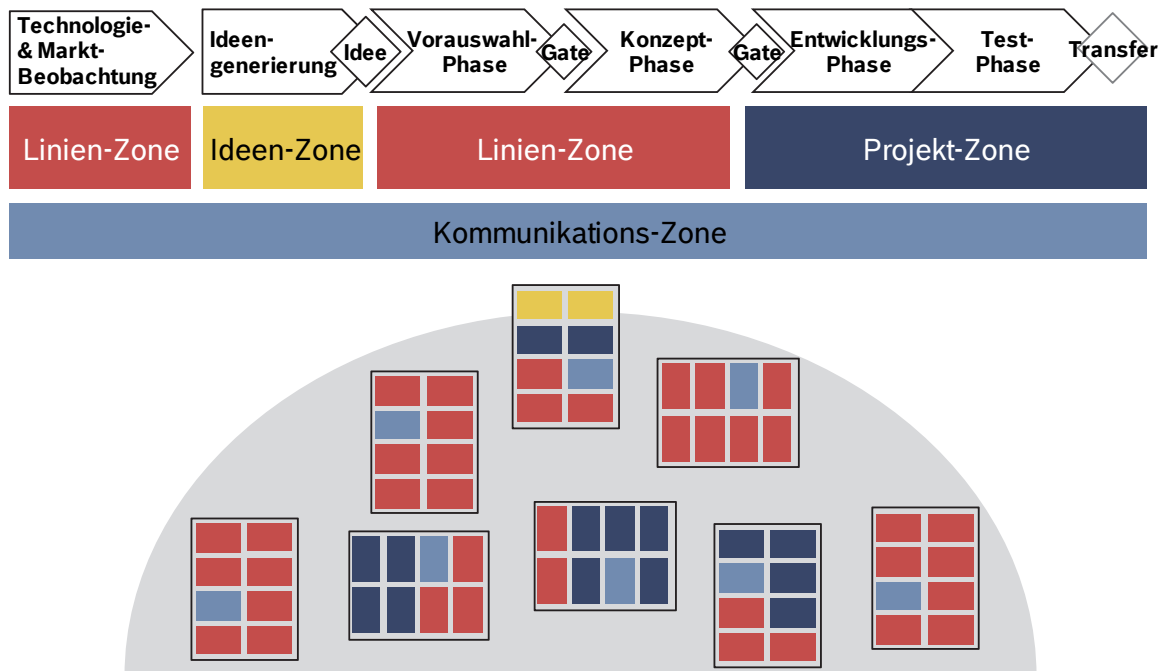 Technologie-
& Markt-
Beobachtung
Ideen-
generierung
Idee
Vorauswahl-
Phase
Gate
Konzept-
Phase
Gate
Entwicklungs-
Phase
Test-
Phase
Transfer
Linien-Zone
Ideen-Zone
Linien-Zone
Projekt-Zone
Kommunikations-Zone